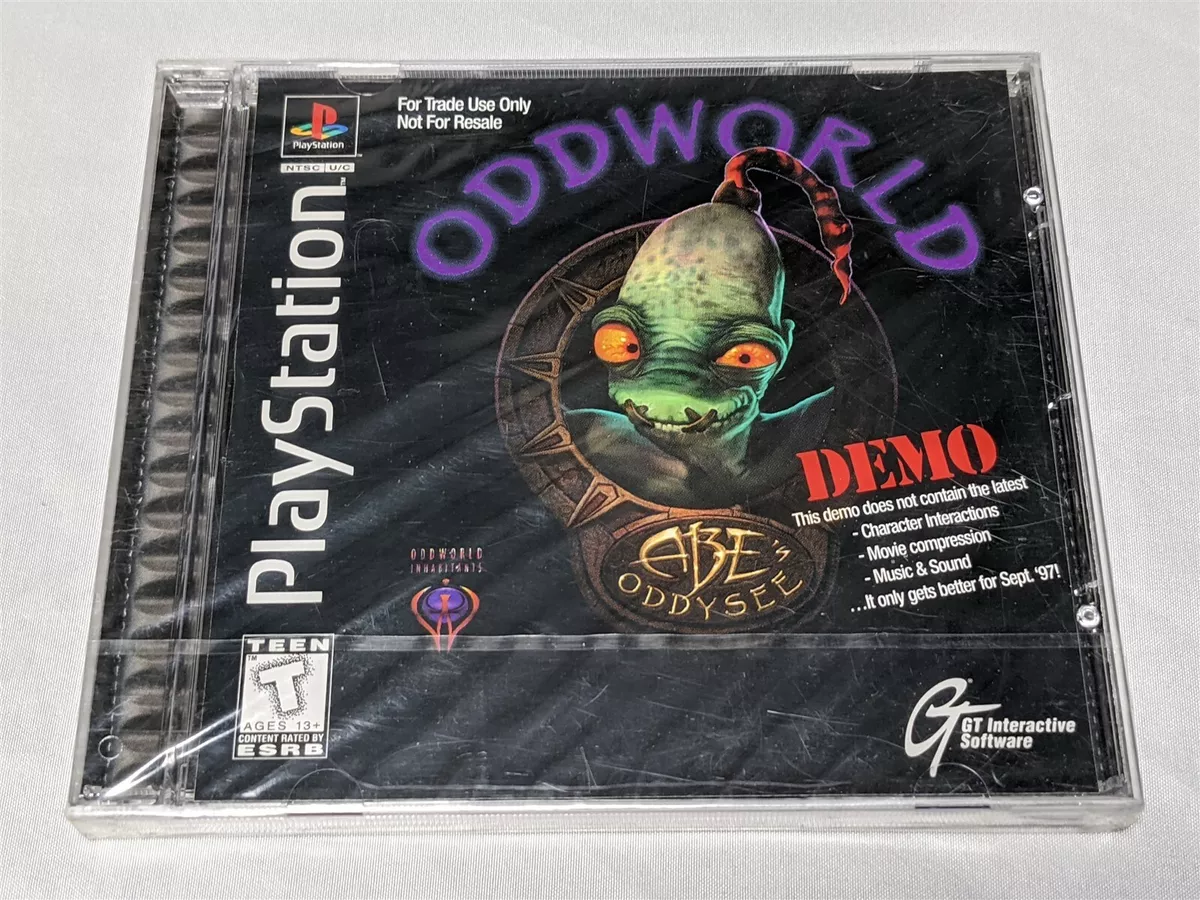 PlayStation
NTSC U/C
PlayStation™
For Trade Use Only
Not For Resale
ODDWORLD
ABE'S
ODDYSEE
DEMO
This demo does not contain the latest
- Character Interactions
- Movie compression
- Music & Sound
...It only gets better for Sept. '97!
ODDWORLD
INHABITANTS
TEEN
T™
AGES 13+
CONTENT RATED BY
ESRB
GT Interactive
Software